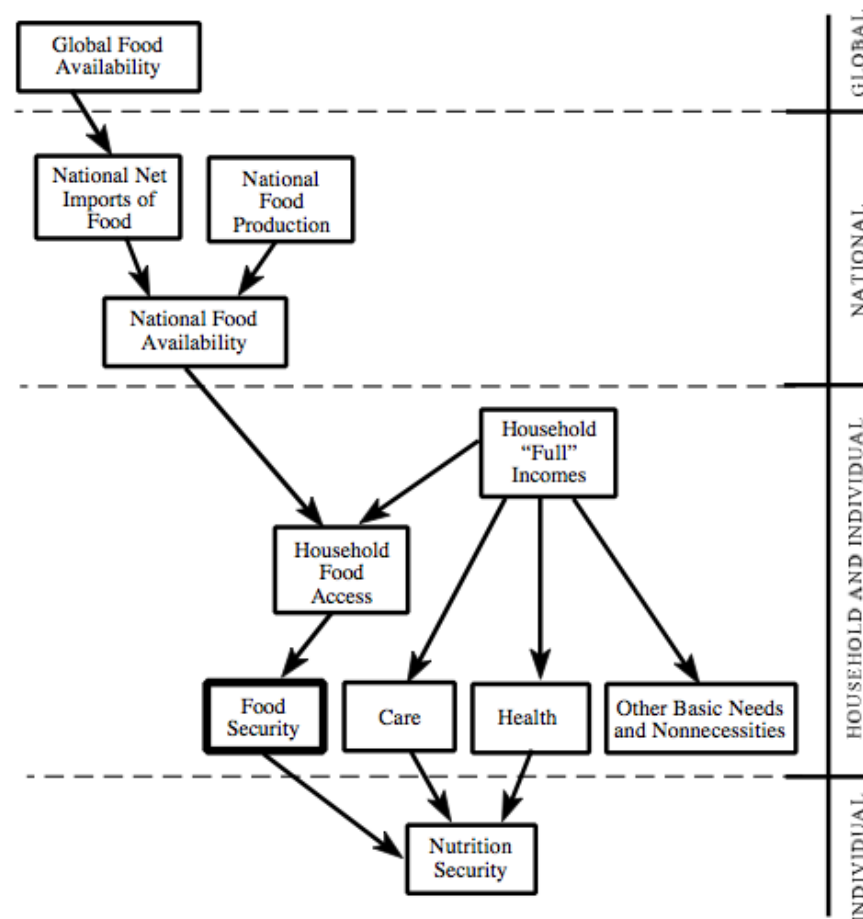 Global Food
Availability
GLOBAL
National Net
Imports of
Food
National
Food
Production
NATIONAL
National Food
Availability
Household
“Full”
Incomes
Household
Food
Access
HOUSEHOLD AND INDIVIDUAL
Food
Security
Care
Health
Other Basic Needs
and Nonnecessities
Nutrition
Security
INDIVIDUAL